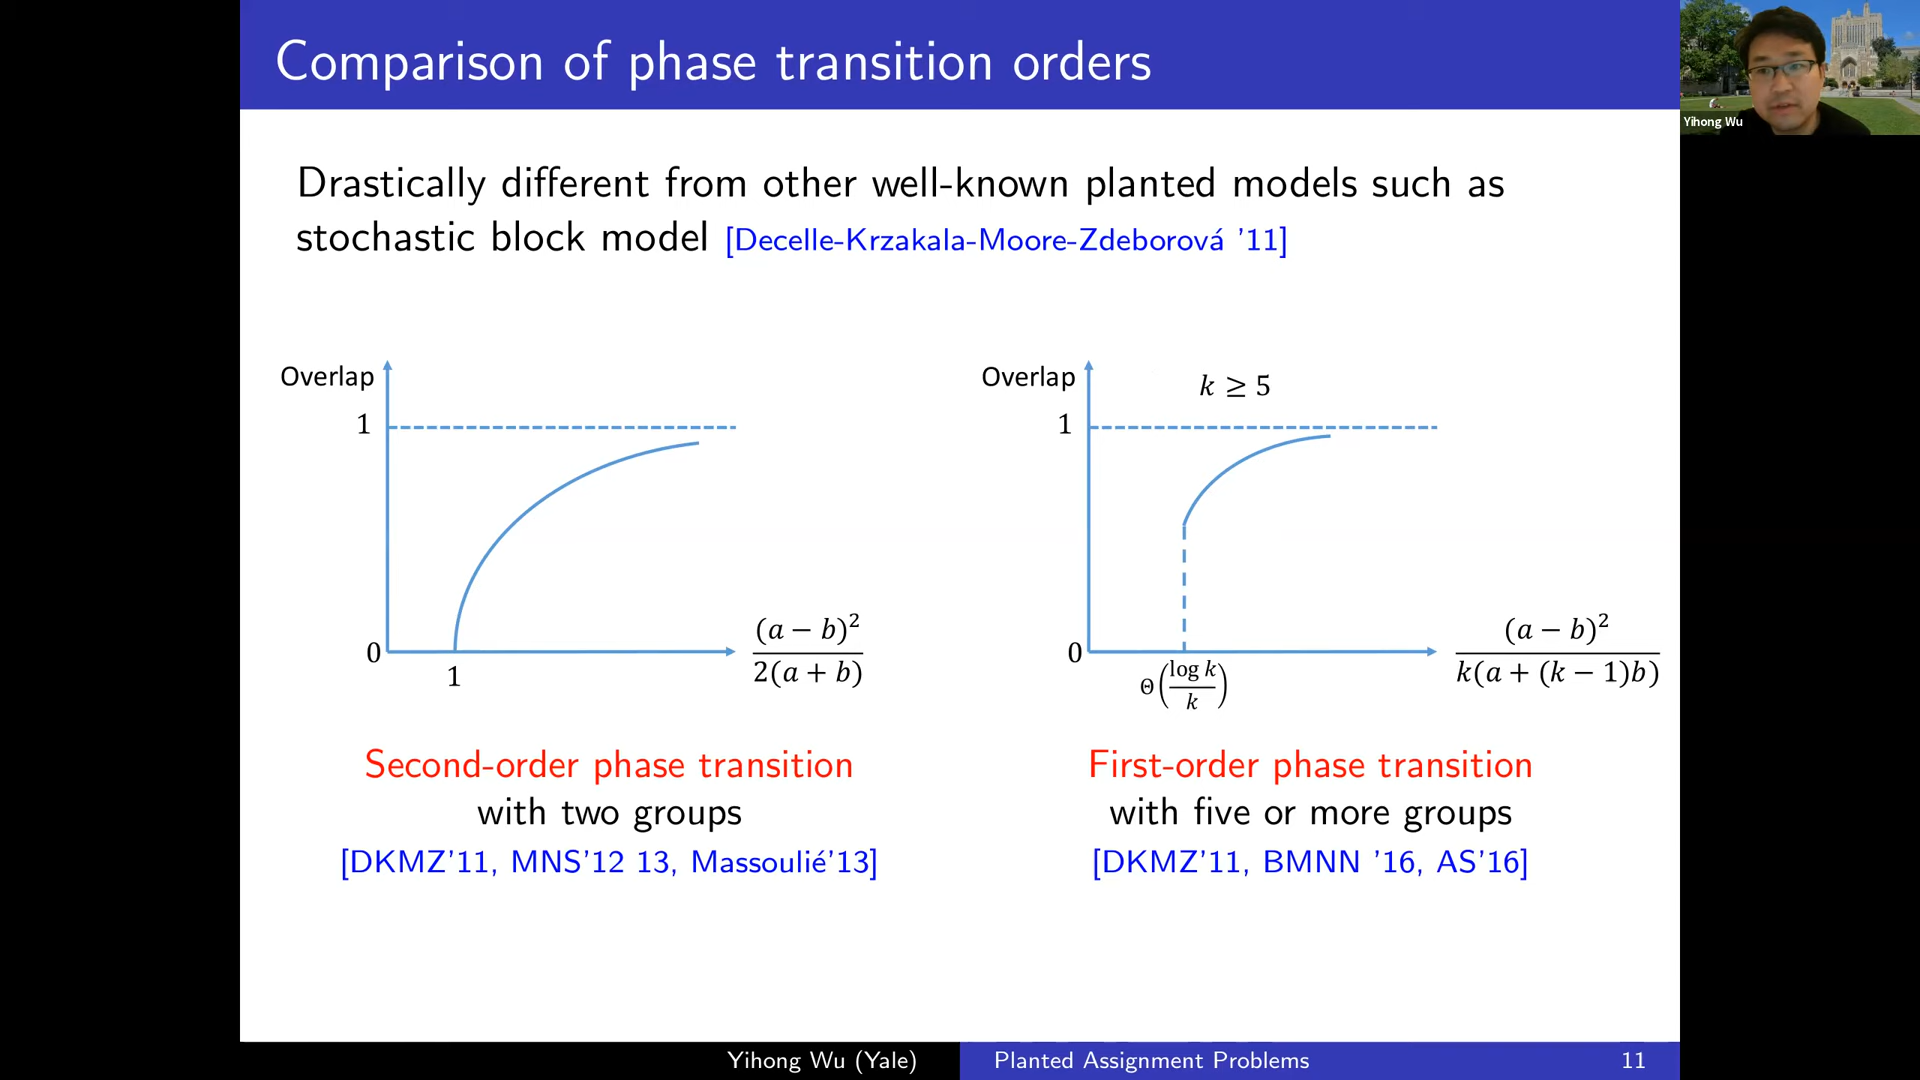 Comparison of phase transition orders
Yihong Wu
Drastically different from other well-known planted models such as
stochastic block model [Decelle-Krzakala-Moore-Zdeborová '11]
Overlap
1
0
1
(a − b)²
2(a + b)
Second-order phase transition
with two groups
[DKMZ'11, MNS'12 13, Massoulié'13]
Overlap
k ≥ 5
1
0
Θ(log k / k)
(a − b)²
k(a + (k − 1)b)
First-order phase transition
with five or more groups
[DKMZ'11, BMNN '16, AS'16]
Yihong Wu (Yale)
Planted Assignment Problems
11